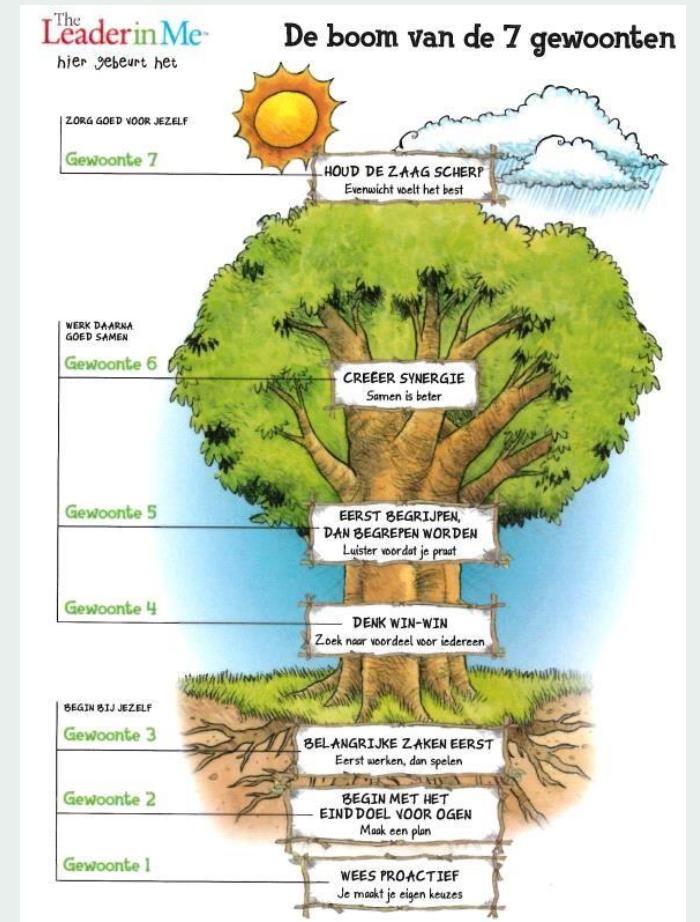 The
Leader in Me
hier gebeurt het
De boom van de 7 gewoonten
ZORG GOED VOOR JEZELF
Gewoonte 7
HOUD DE ZAAG SCHERP
Evenwicht voelt het best
WERK DAARNA
GOED SAMEN
Gewoonte 6
CREËER SYNERGIE
Samen is beter
Gewoonte 5
EERST BEGRIJPEN,
DAN BEGREPEN WORDEN
Luister voordat je praat
Gewoonte 4
DENK WIN-WIN
Zoek naar voordeel voor iedereen
BEGIN BIJ JEZELF
Gewoonte 3
BELANGRIJKE ZAKEN EERST
Eerst werken, dan spelen
Gewoonte 2
BEGIN MET HET
EINDDOEL VOOR OGEN
Maak een plan
Gewoonte 1
WEES PROACTIEF
Je maakt je eigen keuzes